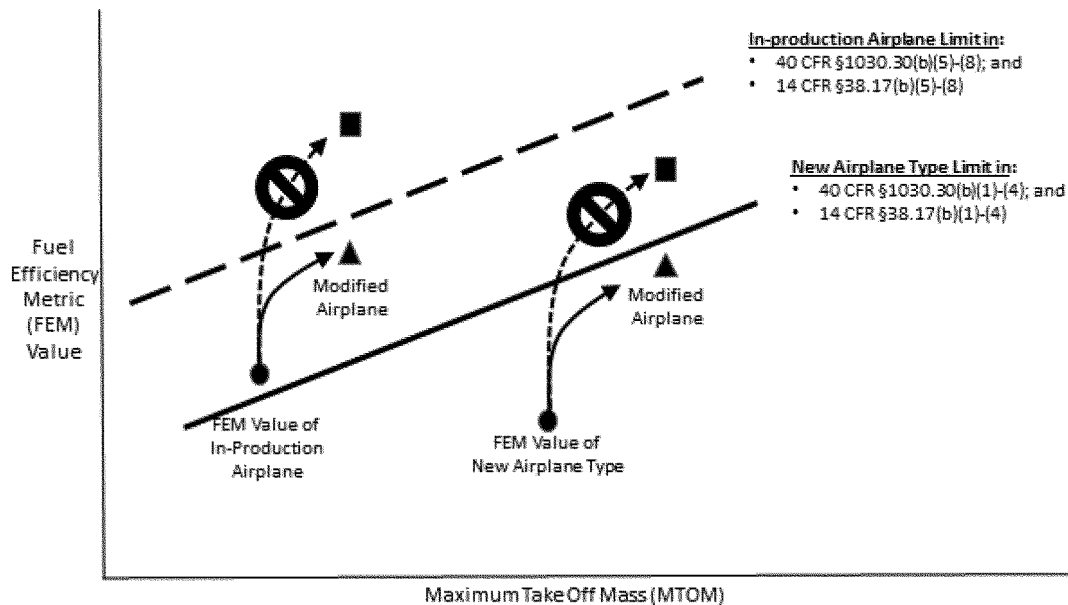 In-production Airplane Limit in:
• 40 CFR §1030.30(b)(5)-(8); and
• 14 CFR §38.17(b)(5)-(8)
New Airplane Type Limit in:
• 40 CFR §1030.30(b)(1)-(4); and
• 14 CFR §38.17(b)(1)-(4)
Fuel
Efficiency
Metric
(FEM)
Value
Modified
Airplane
Modified
Airplane
FEM Value of
In-Production
Airplane
FEM Value of
New Airplane Type
Maximum Take Off Mass (MTOM)